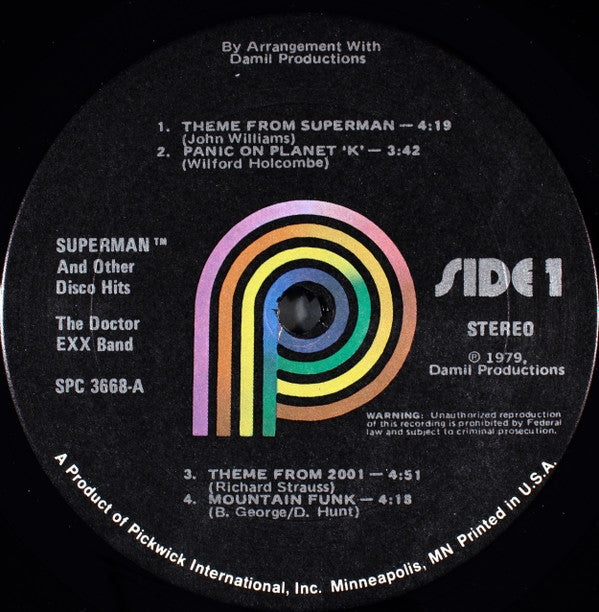 By Arrangement With
Damil Productions
1. THEME FROM SUPERMAN — 4:19
(John Williams)
2. PANIC ON PLANET 'K' — 3:42
(Wilford Holcombe)
SUPERMAN™
And Other
Disco Hits
The Doctor
EXX Band
SPC 3668-A
SIDE 1
STEREO
℗ 1979,
Damil Productions
WARNING: Unauthorized reproduction
of this recording is prohibited by Federal
law and subject to criminal prosecution.
3. THEME FROM 2001 — 4:51
(Richard Strauss)
4. MOUNTAIN FUNK — 4:18
(B. George/D. Hunt)
A Product of Pickwick International, Inc. Minneapolis, MN Printed in U.S.A.